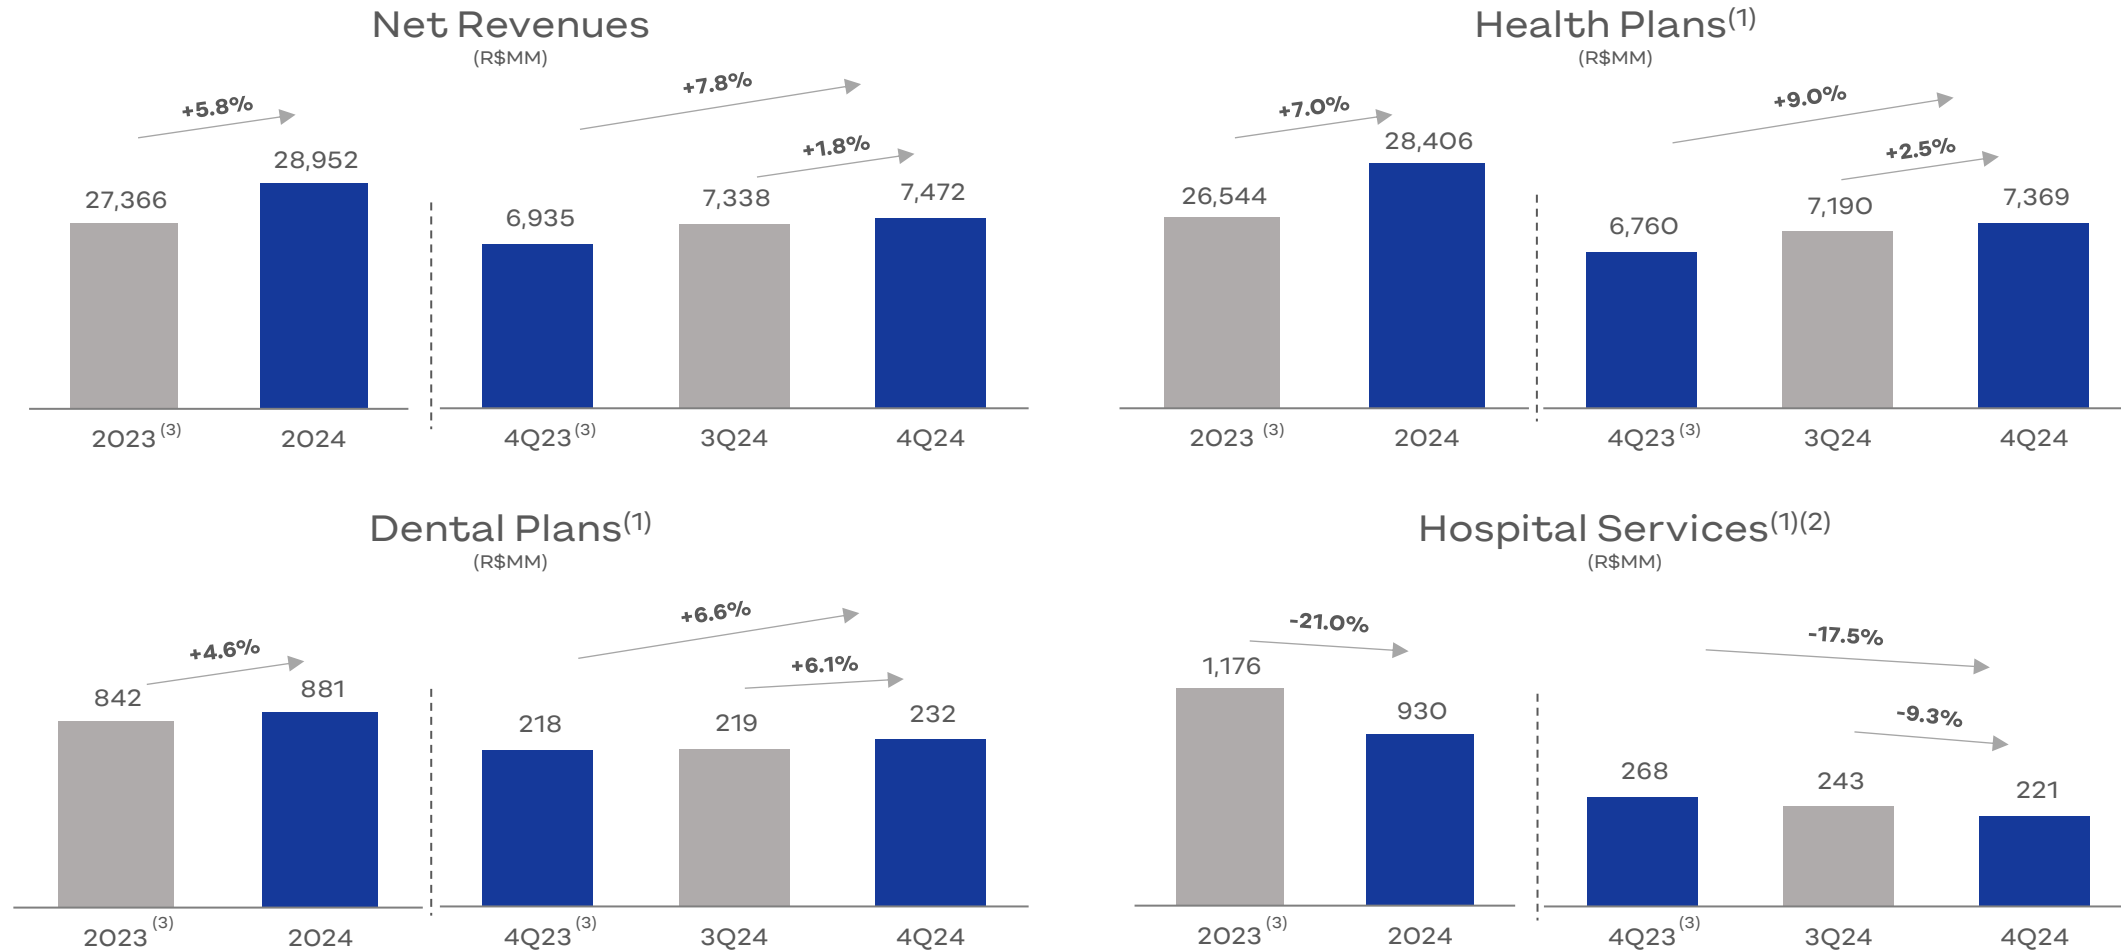 Net Revenues
(R$MM)
+5.8%
+7.8%
+1.8%
27,366
28,952
6,935
7,338
7,472
2023 (3)
2024
4Q23 (3)
3Q24
4Q24
Health Plans(1)
(R$MM)
+7.0%
+9.0%
+2.5%
26,544
28,406
6,760
7,190
7,369
2023 (3)
2024
4Q23 (3)
3Q24
4Q24
Dental Plans(1)
(R$MM)
+4.6%
+6.6%
+6.1%
842
881
218
219
232
2023 (3)
2024
4Q23 (3)
3Q24
4Q24
Hospital Services(1)(2)
(R$MM)
-21.0%
-17.5%
-9.3%
1,176
930
268
243
221
2023 (3)
2024
4Q23 (3)
3Q24
4Q24